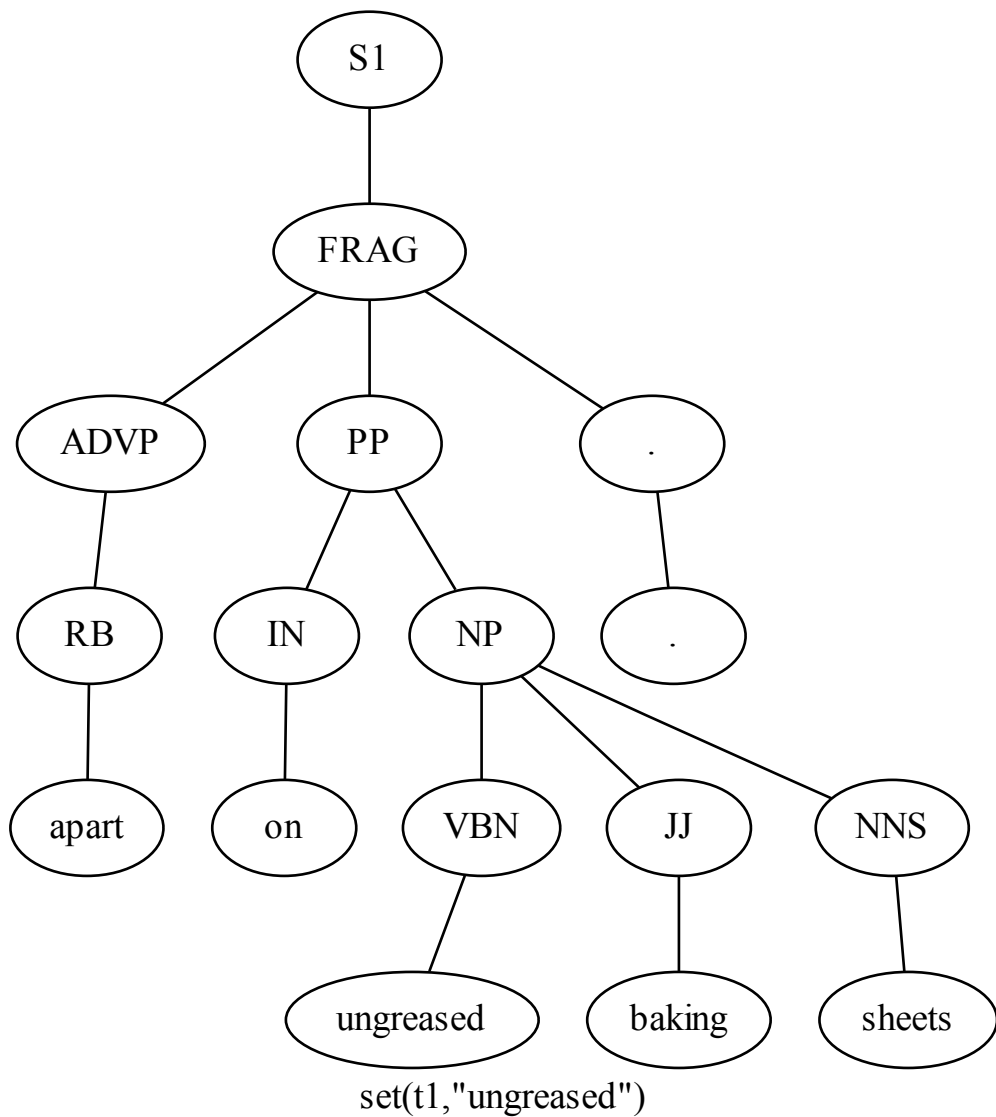 S1
FRAG
ADVP PP .
RB IN NP .
apart on VBN JJ NNS
ungreased baking sheets
set(t1,"ungreased")